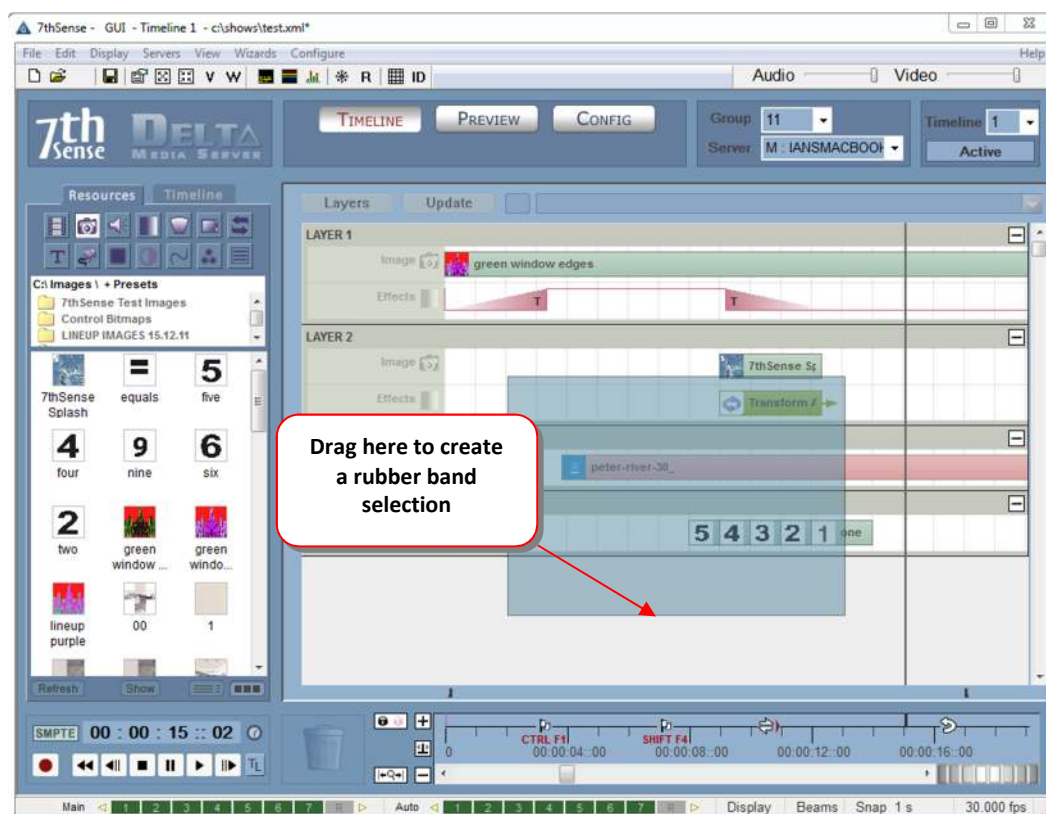 7thSense - GUI - Timeline 1 - c:\shows\test.xml*
File Edit Display Servers View Wizards Configure Help
V W R ID Audio Video
7th Sense DELTA MEDIA SERVER
TIMELINE PREVIEW CONFIG
Group 11
Server M : IANSMACBOOK
Timeline 1
Active
Resources Timeline
T
C:\ Images \ + Presets
7thSense Test Images
Control Bitmaps
LINEUP IMAGES 15.12.11
7thSense Splash
= equals
5 five
4 four
9 nine
6 six
2 two
green window ...
green windo...
lineup purple
00
1
Refresh Show
Layers Update
LAYER 1
Image green window edges
Effects T T
LAYER 2
Image 7thSense Sp
Effects Transform A
peter-river-30_
5 4 3 2 1 one
Drag here to create
a rubber band
selection
SMPTE 00 : 00 : 15 :: 02
TL
CTRL F1 SHIFT F4
0 00:00:04::00 00:00:08::00 00:00:12::00 00:00:16::00
Main 1 2 3 4 5 6 7 R Auto 1 2 3 4 5 6 7 R Display Beams Snap 1 s 30.000 fps